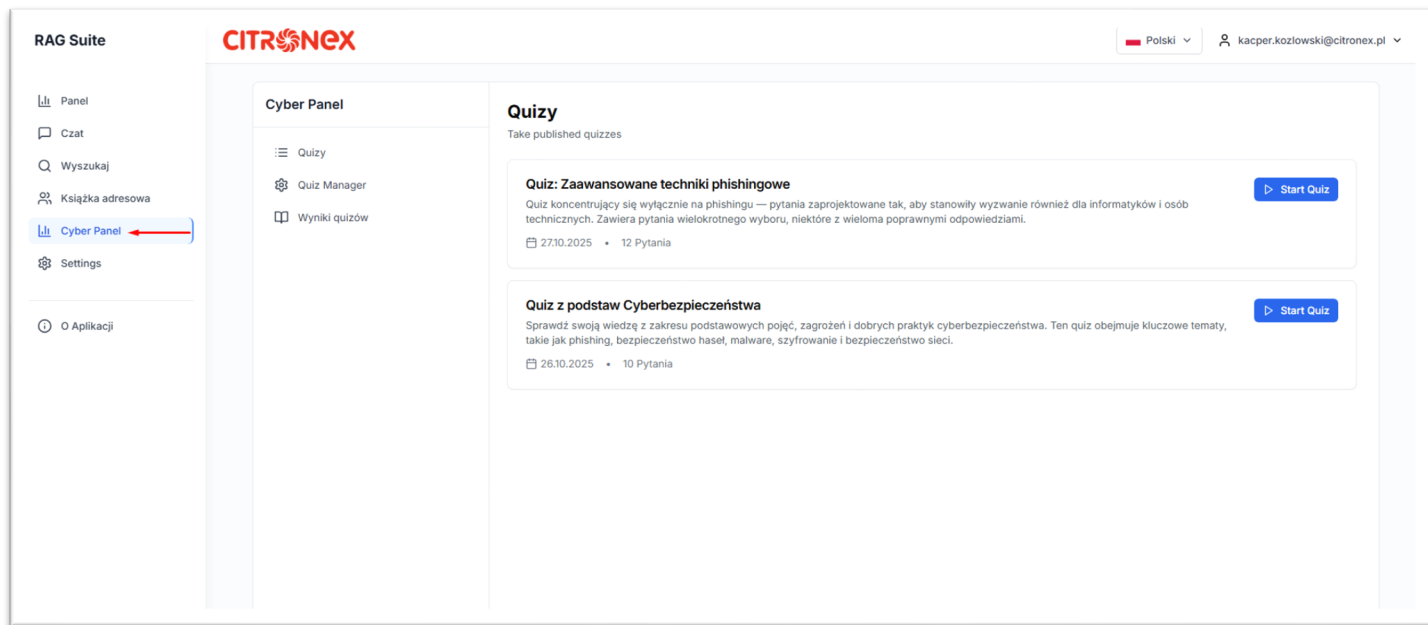 RAG Suite
CITRONEX
Polski
kacper.kozlowski@citronex.pl
Panel
Czat
Wyszukaj
Książka adresowa
Cyber Panel
Settings
O Aplikacji
Cyber Panel
Quizy
Quiz Manager
Wyniki quizów
Quizy
Take published quizzes
Quiz: Zaawansowane techniki phishingowe
Start Quiz
Quiz koncentrujący się wyłącznie na phishingu — pytania zaprojektowane tak, aby stanowiły wyzwanie również dla informatyków i osób
technicznych. Zawiera pytania wielokrotnego wyboru, niektóre z wieloma poprawnymi odpowiedziami.
27.10.2025 • 12 Pytania
Quiz z podstaw Cyberbezpieczeństwa
Start Quiz
Sprawdź swoją wiedzę z zakresu podstawowych pojęć, zagrożeń i dobrych praktyk cyberbezpieczeństwa. Ten quiz obejmuje kluczowe tematy,
takie jak phishing, bezpieczeństwo haseł, malware, szyfrowanie i bezpieczeństwo sieci.
26.10.2025 • 10 Pytania